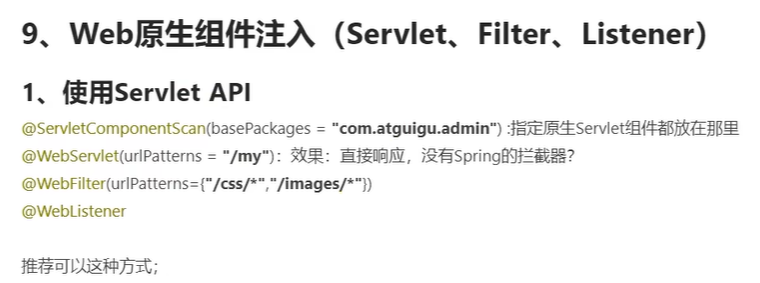 9、Web原生组件注入（Servlet、Filter、Listener）
1、使用Servlet API
@ServletComponentScan(basePackages = "com.atguigu.admin") :指定原生Servlet组件都放在那里
@WebServlet(urlPatterns = "/my")：效果：直接响应，没有Spring的拦截器？
@WebFilter(urlPatterns={"/css/*","/images/*"})
@WebListener
推荐可以这种方式；